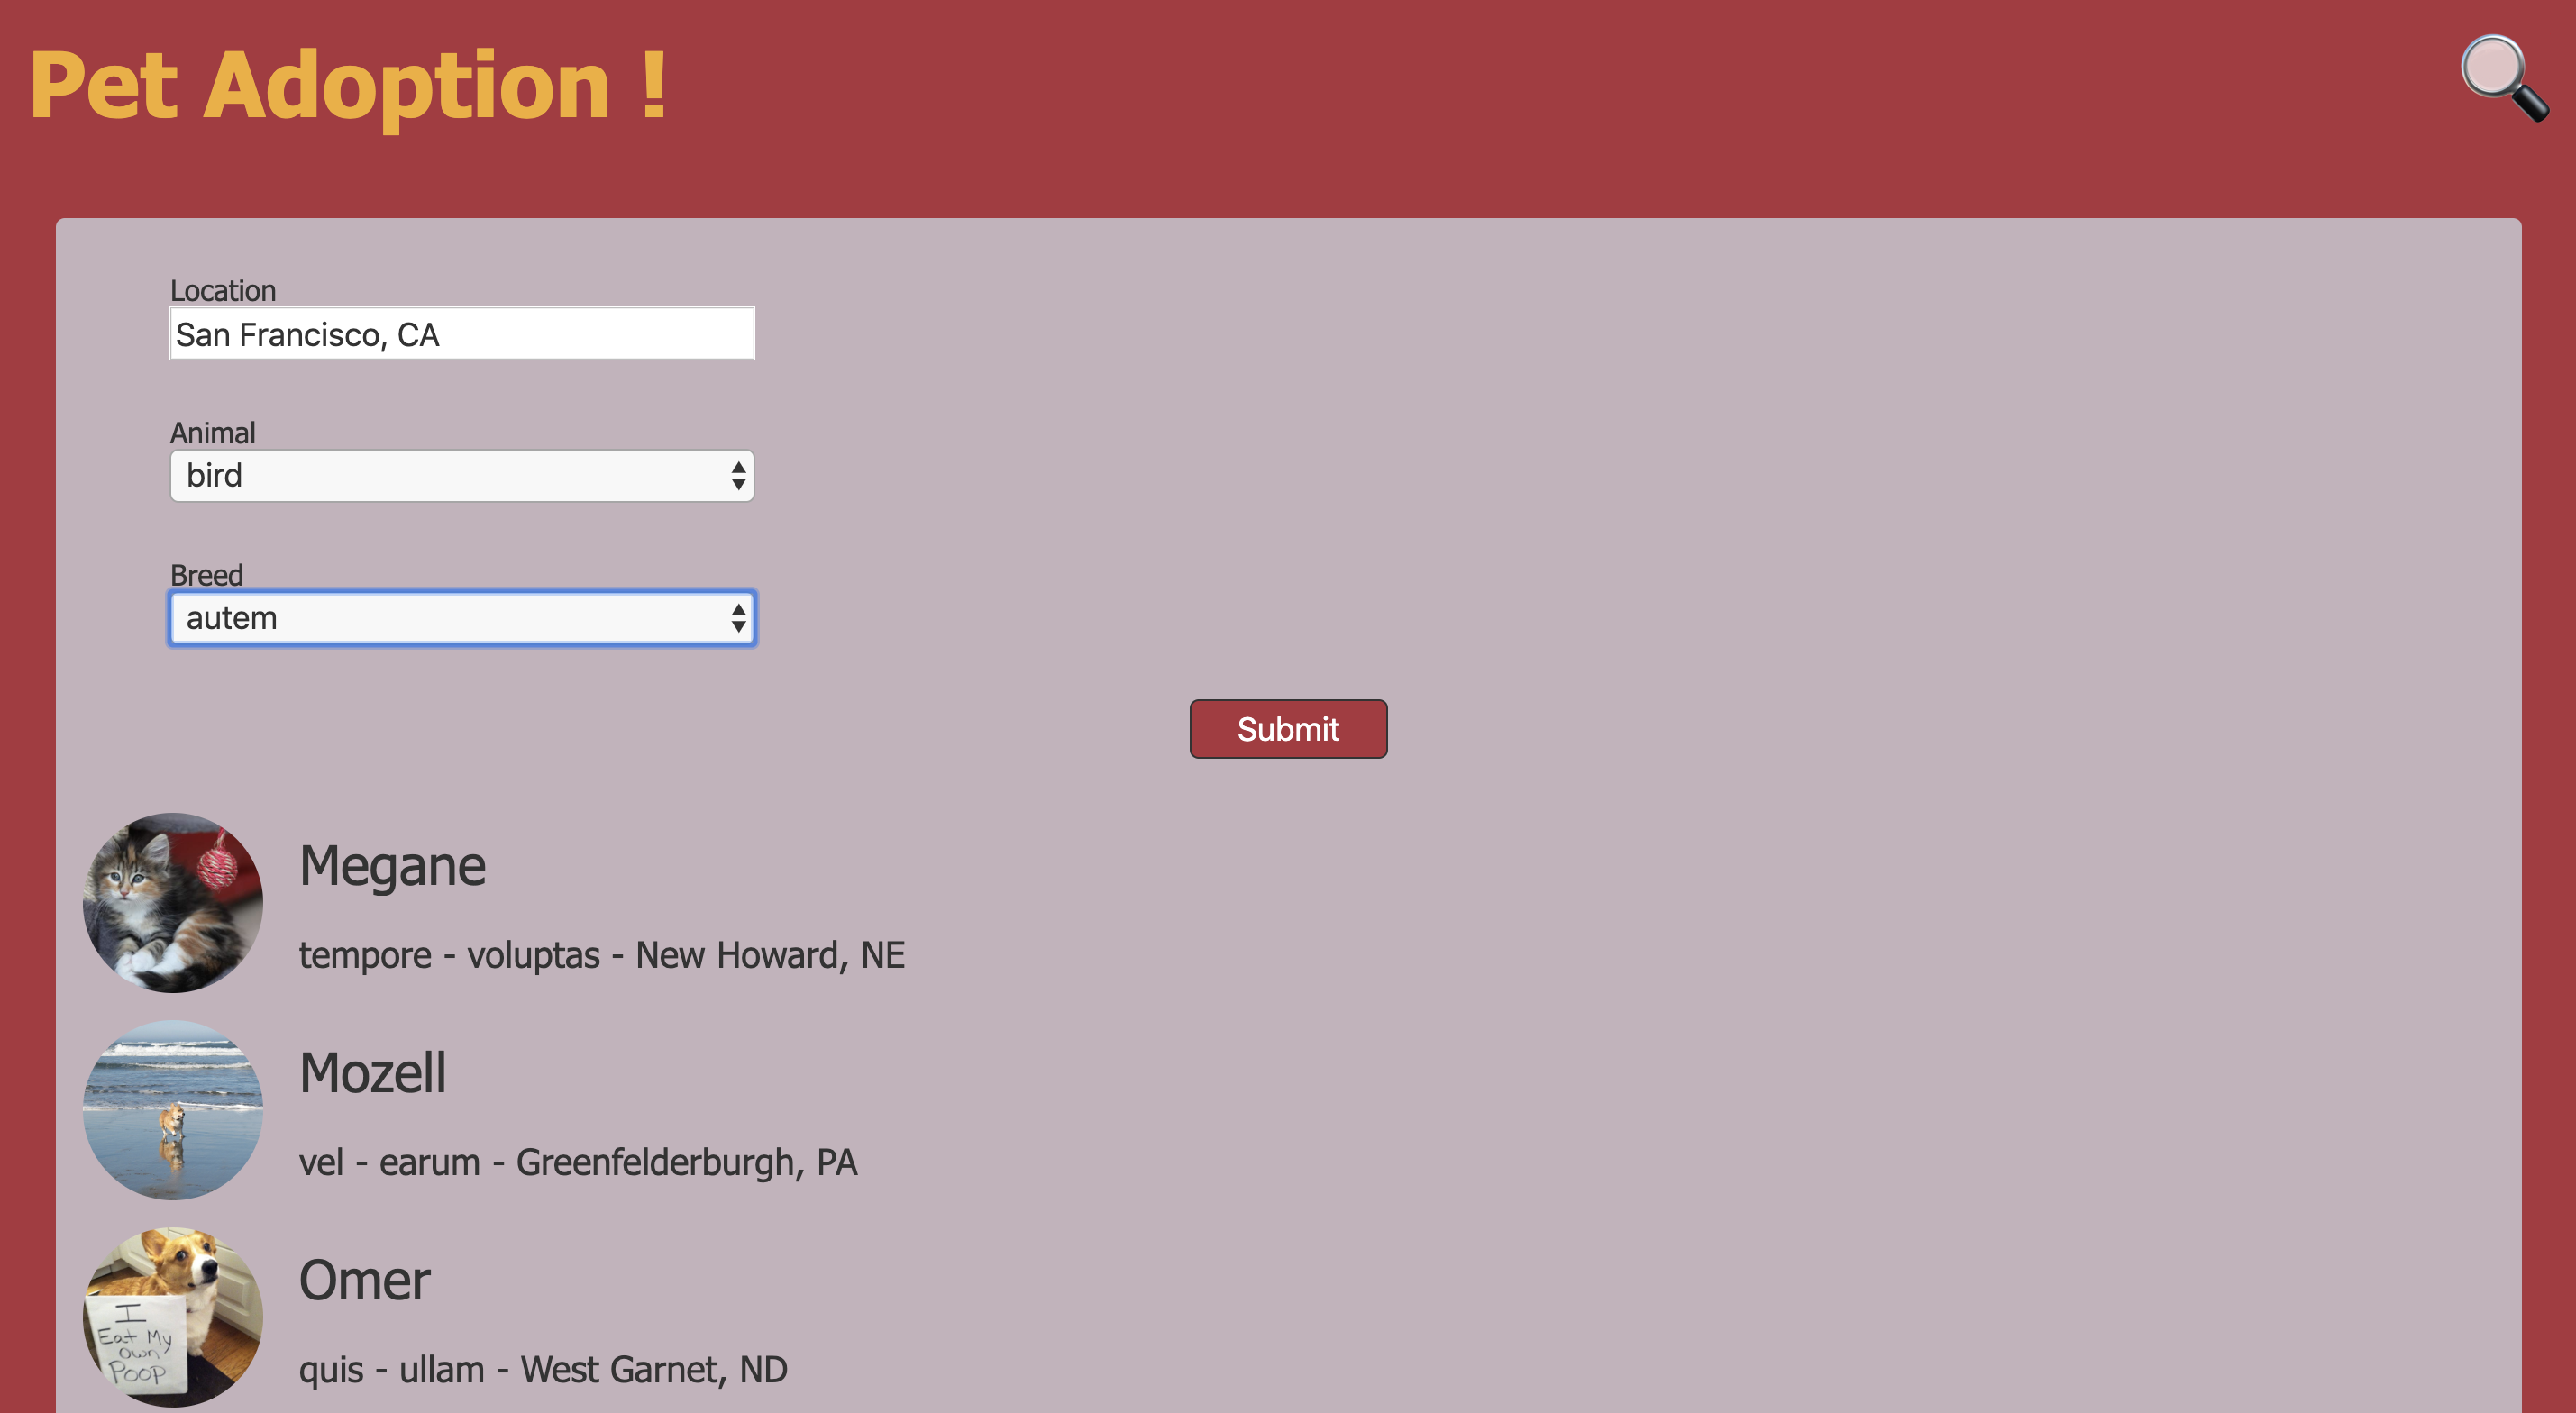 Pet Adoption !
Location
San Francisco, CA
Animal
bird
Breed
autem
Submit
Megane
tempore - voluptas - New Howard, NE
Mozell
vel - earum - Greenfelderburgh, PA
Omer
quis - ullam - West Garnet, ND
I
Eat My
Own
Poop